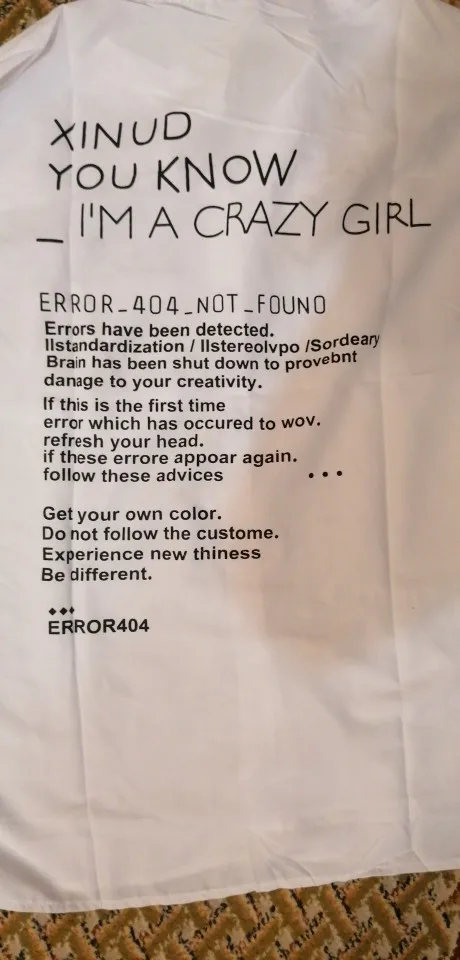 XINUD
YOU KNOW
_ I'M A CRAZY GIRL
ERROR_404_NOT_FOUNO
Errors have been detected.
llstandardization / llstereolvpo /Sordeary
Brain has been shut down to provebnt
danage to your creativity.
If this is the first time
error which has occured to wov.
refresh your head.
if these errore appoar again.
follow these advices ...
Get your own color.
Do not follow the custome.
Experience new thiness
Be different.
◆◆◆
ERROR404